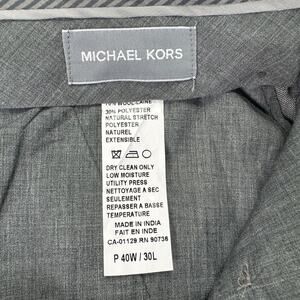 MICHAEL KORS
WOOL/LAINE
30% POLYESTER
NATURAL STRETCH
POLYESTER
NATUREL
EXTENSIBLE
DRY CLEAN ONLY
LOW MOISTURE
UTILITY PRESS
NETTOYAGE A SEC
SEULEMENT
REPASSER A BASSE
TEMPERATURE
MADE IN INDIA
FAIT EN INDE
CA-01129 RN 90736
P 40W / 30L